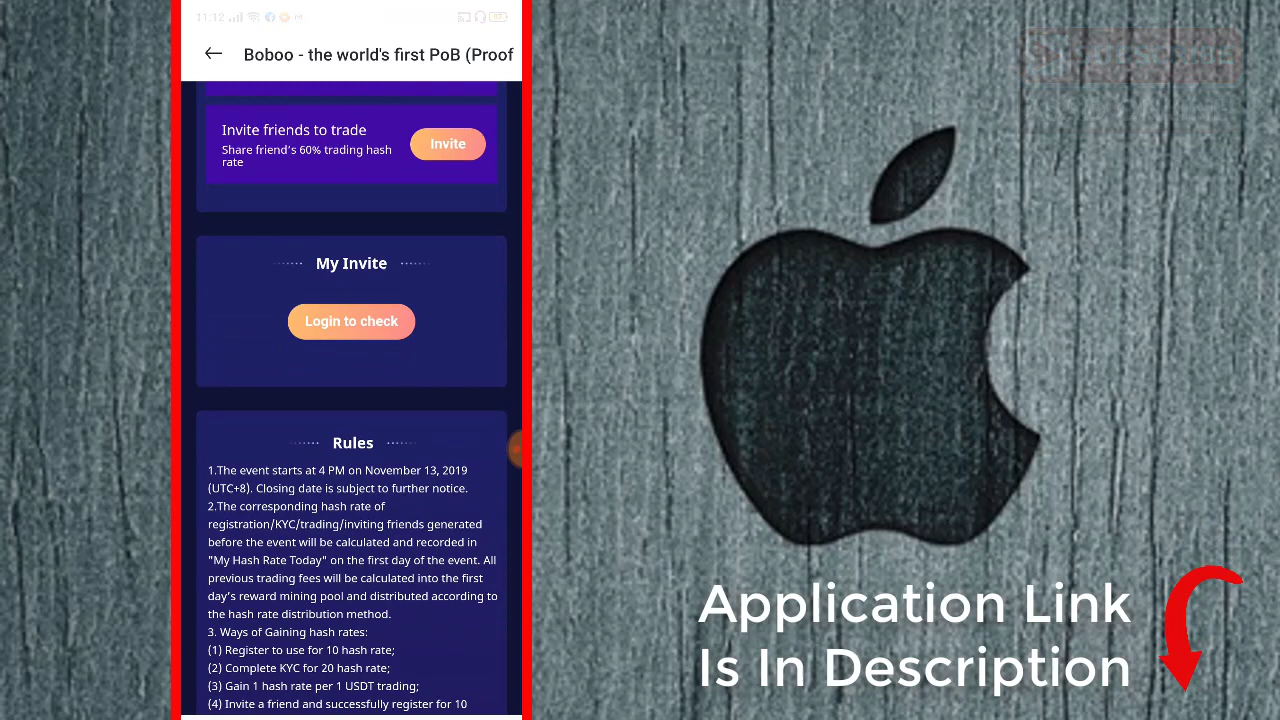 11:12
Boboo - the world's first PoB (Proof
Invite friends to trade
Share friend's 60% trading hash
rate
Invite
My Invite
Login to check
Rules
1.The event starts at 4 PM on November 13, 2019
(UTC+8). Closing date is subject to further notice.
2.The corresponding hash rate of
registration/KYC/trading/inviting friends generated
before the event will be calculated and recorded in
"My Hash Rate Today" on the first day of the event. All
previous trading fees will be calculated into the first
day's reward mining pool and distributed according to
the hash rate distribution method.
3. Ways of Gaining hash rates:
(1) Register to use for 10 hash rate;
(2) Complete KYC for 20 hash rate;
(3) Gain 1 hash rate per 1 USDT trading;
(4) Invite a friend and successfully register for 10
Application Link
Is In Description